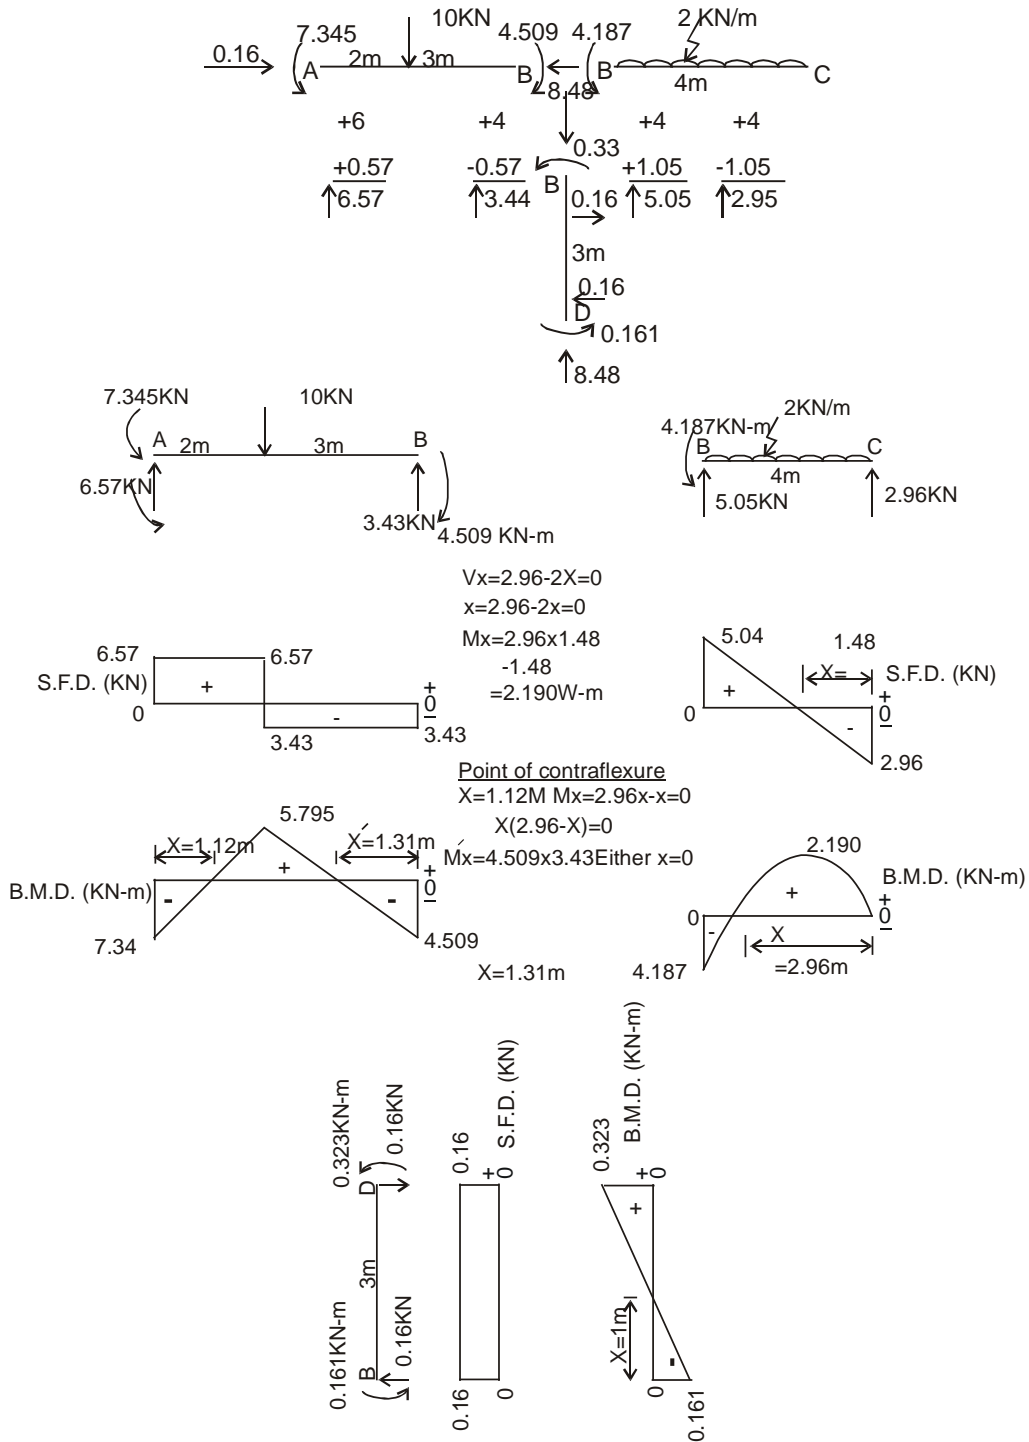 10KN
2 KN/m
7.345
4.509 4.187
0.16
A 2m 3m B
B C
8.48
4m
+6 +4 +4 +4
0.33
+0.57 -0.57 +1.05 -1.05
6.57 3.44 5.05 2.95
B
0.16
3m
0.16
D
0.161
8.48
7.345KN 10KN
2KN/m
4.187KN-m
A 2m 3m B
B C
4m
6.57KN
5.05KN 2.96KN
3.43KN
4.509 KN-m
Vx=2.96-2X=0
x=2.96-2x=0
Mx=2.96x1.48
-1.48
=2.190W-m
6.57 6.57
S.F.D. (KN)
+
0
-
+
0
3.43 3.43
5.04 1.48
X=
S.F.D. (KN)
+
0
-
+
0
2.96
Point of contraflexure
X=1.12M Mx=2.96x-x=0
X(2.96-X)=0
Ḿx=4.509x3.43Either x=0
X=1.31m
5.795
X=1.12m X́=1.31m
+
B.M.D. (KN-m)
- -
+
0
7.34 4.509
2.190
B.M.D. (KN-m)
+
0
-
+
0
X
=2.96m
4.187
0.323KN-m
0.16KN
D
3m
B
0.161KN-m
0.16KN
S.F.D. (KN)
0.16
+
0
0.16
0
B.M.D. (KN-m)
0.323
+
0
+
X=1m
-
0
0.161